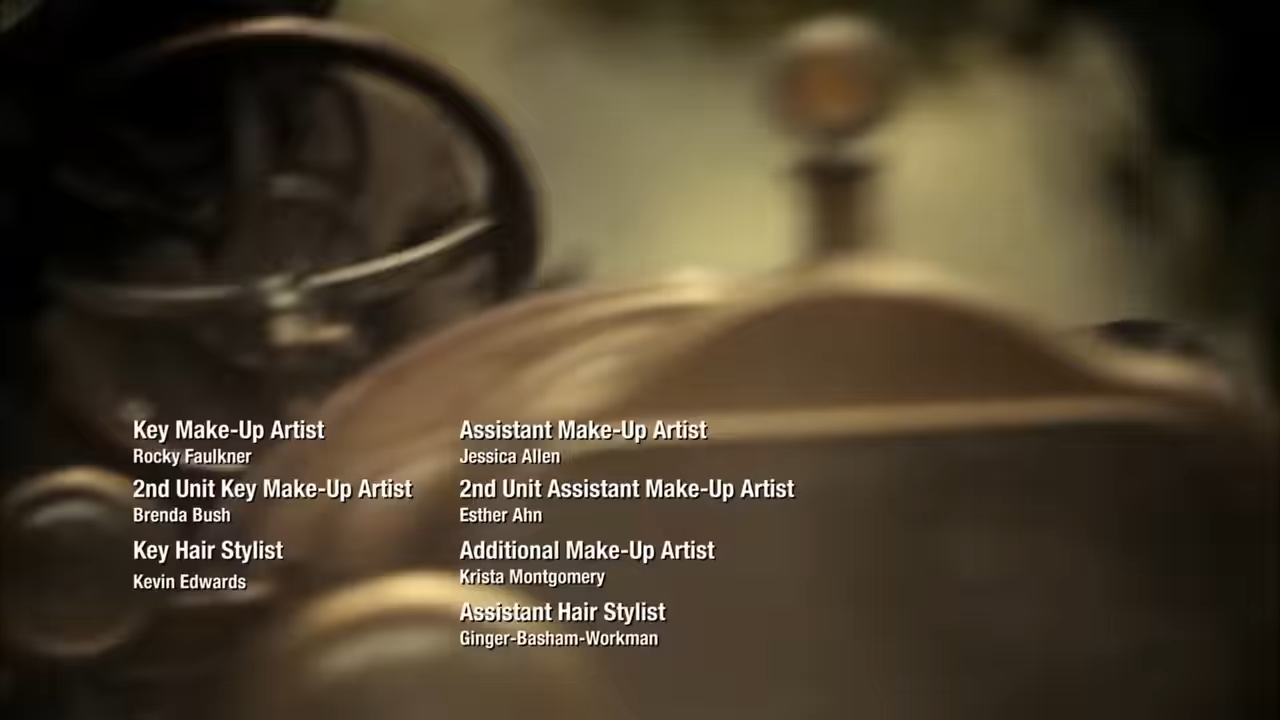 Key Make-Up Artist
Rocky Faulkner
2nd Unit Key Make-Up Artist
Brenda Bush
Key Hair Stylist
Kevin Edwards
Assistant Make-Up Artist
Jessica Allen
2nd Unit Assistant Make-Up Artist
Esther Ahn
Additional Make-Up Artist
Krista Montgomery
Assistant Hair Stylist
Ginger-Basham-Workman